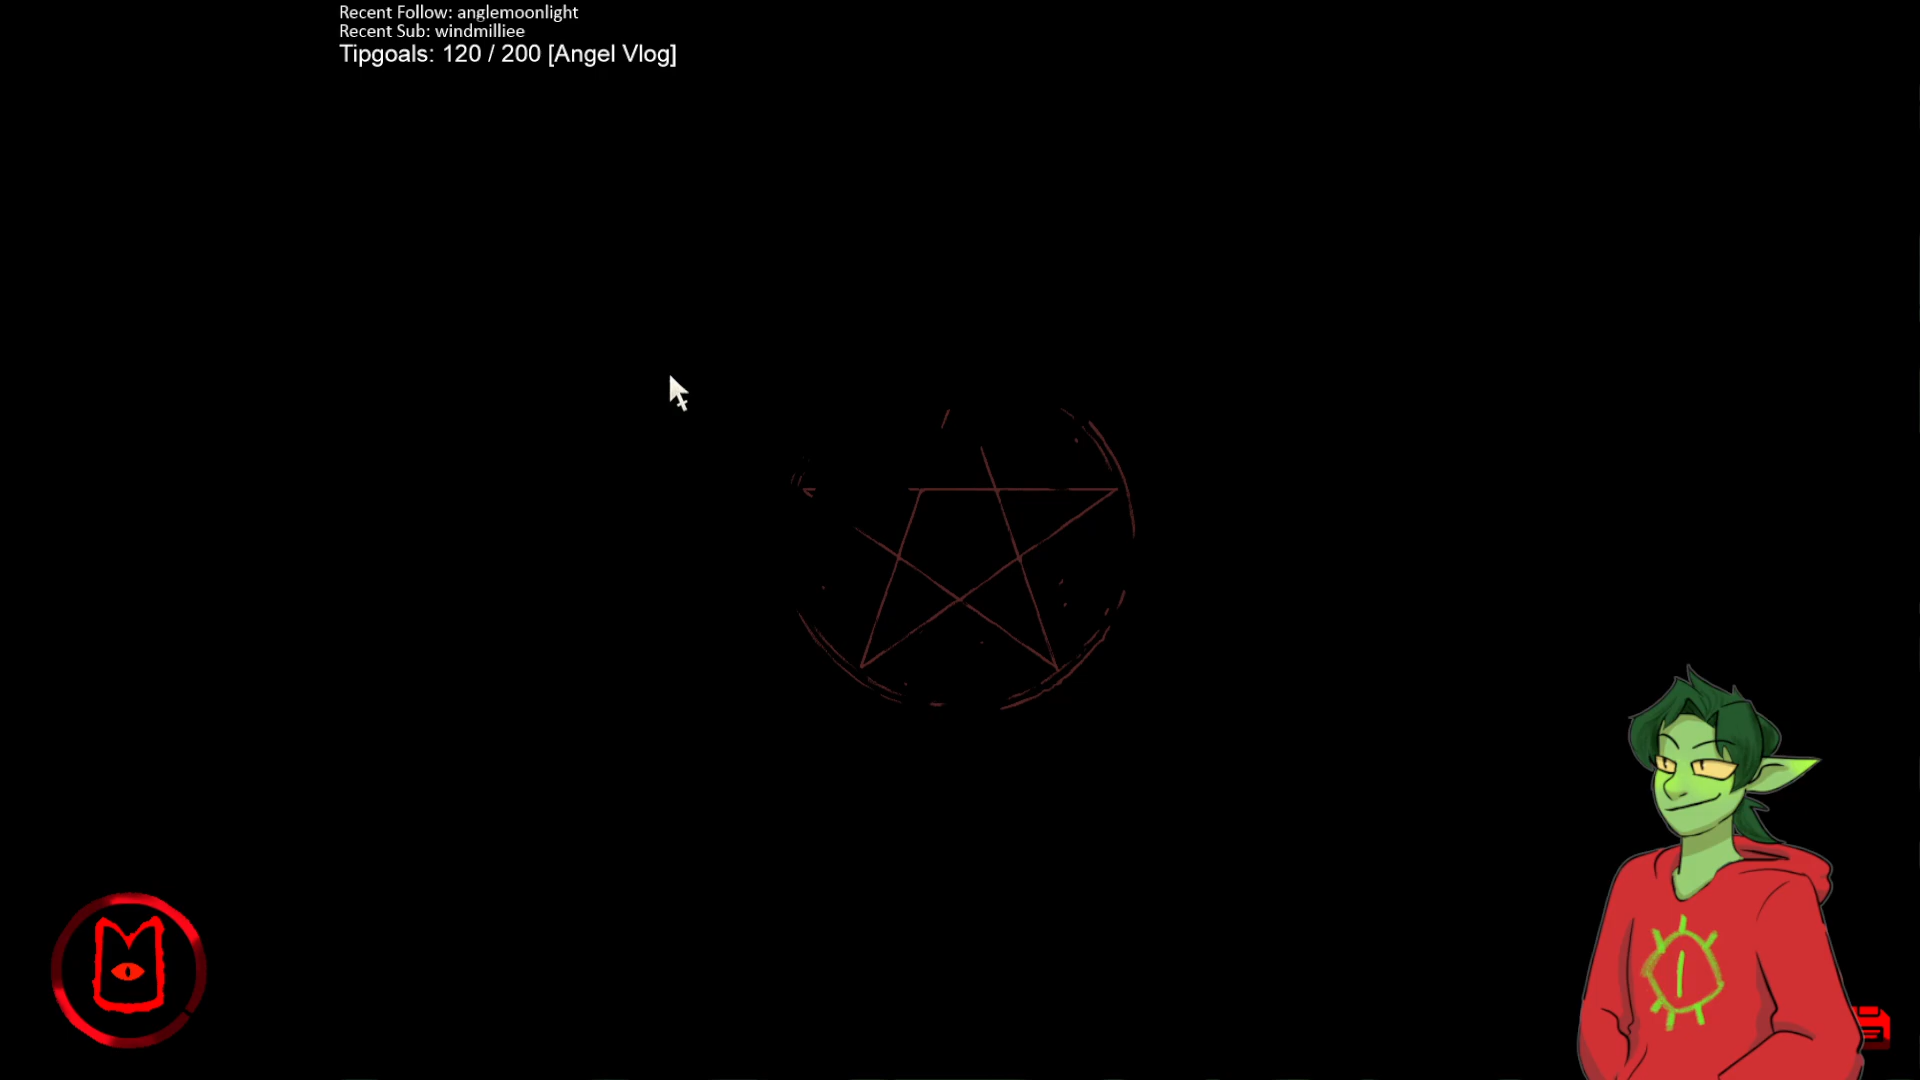 Recent Follow: anglemoonlight
Recent Sub: windmilliee
Tipgoals: 120 / 200 [Angel Vlog]